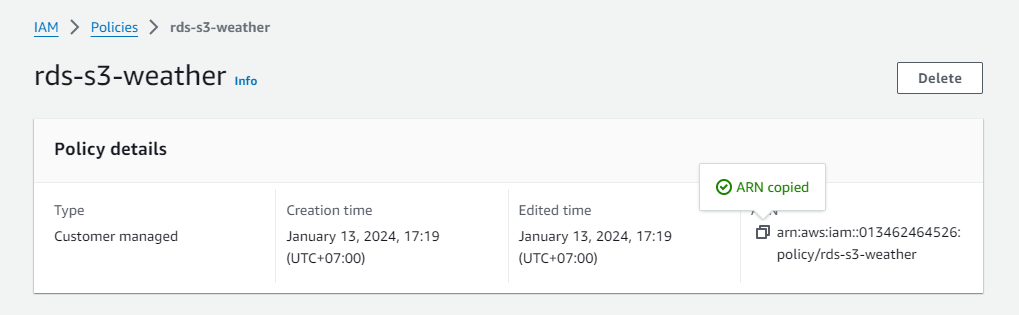 IAM > Policies > rds-s3-weather
rds-s3-weather Info
Delete
Policy details
Type
Customer managed
Creation time
January 13, 2024, 17:19
(UTC+07:00)
Edited time
January 13, 2024, 17:19
(UTC+07:00)
ARN copied
arn:aws:iam::013462464526:
policy/rds-s3-weather